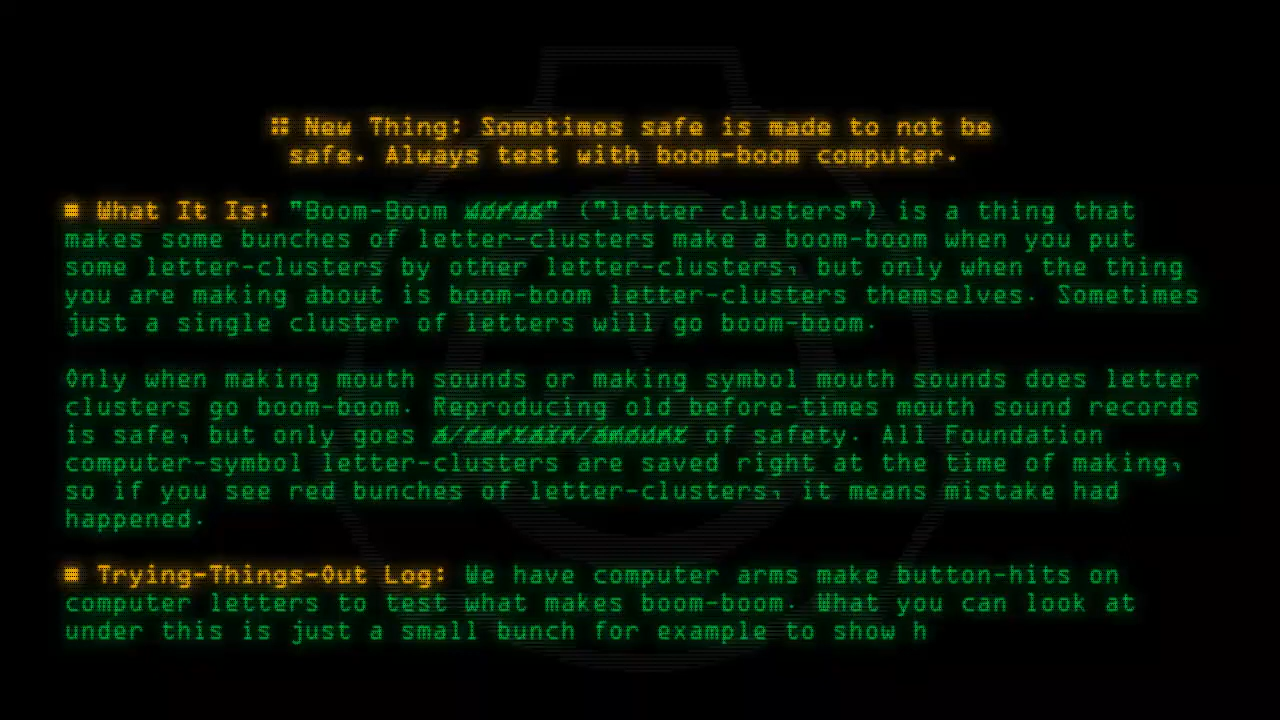 ⠿ New Thing: Sometimes safe is made to not be
safe. Always test with boom-boom computer.
# What It Is: "Boom-Boom" ("letter clusters") is a thing that
makes some bunches of letter-clusters make a boom-boom when you put
some letter-clusters by other letter-clusters, but only when the thing
you are making about is boom-boom letter-clusters themselves. Sometimes
just a single cluster of letters will go boom-boom.
Only when making mouth sounds or making symbol mouth sounds does letter
clusters go boom-boom. Reproducing old before-times mouth sound records
is safe, but only goes of safety. All Foundation
computer-symbol letter-clusters are saved right at the time of making,
so if you see red bunches of letter-clusters, it means mistake had
happened.
# Trying-Things-Out Log: We have computer arms make button-hits on
computer letters to test what makes boom-boom. What you can look at
under this is just a small bunch for example to show h